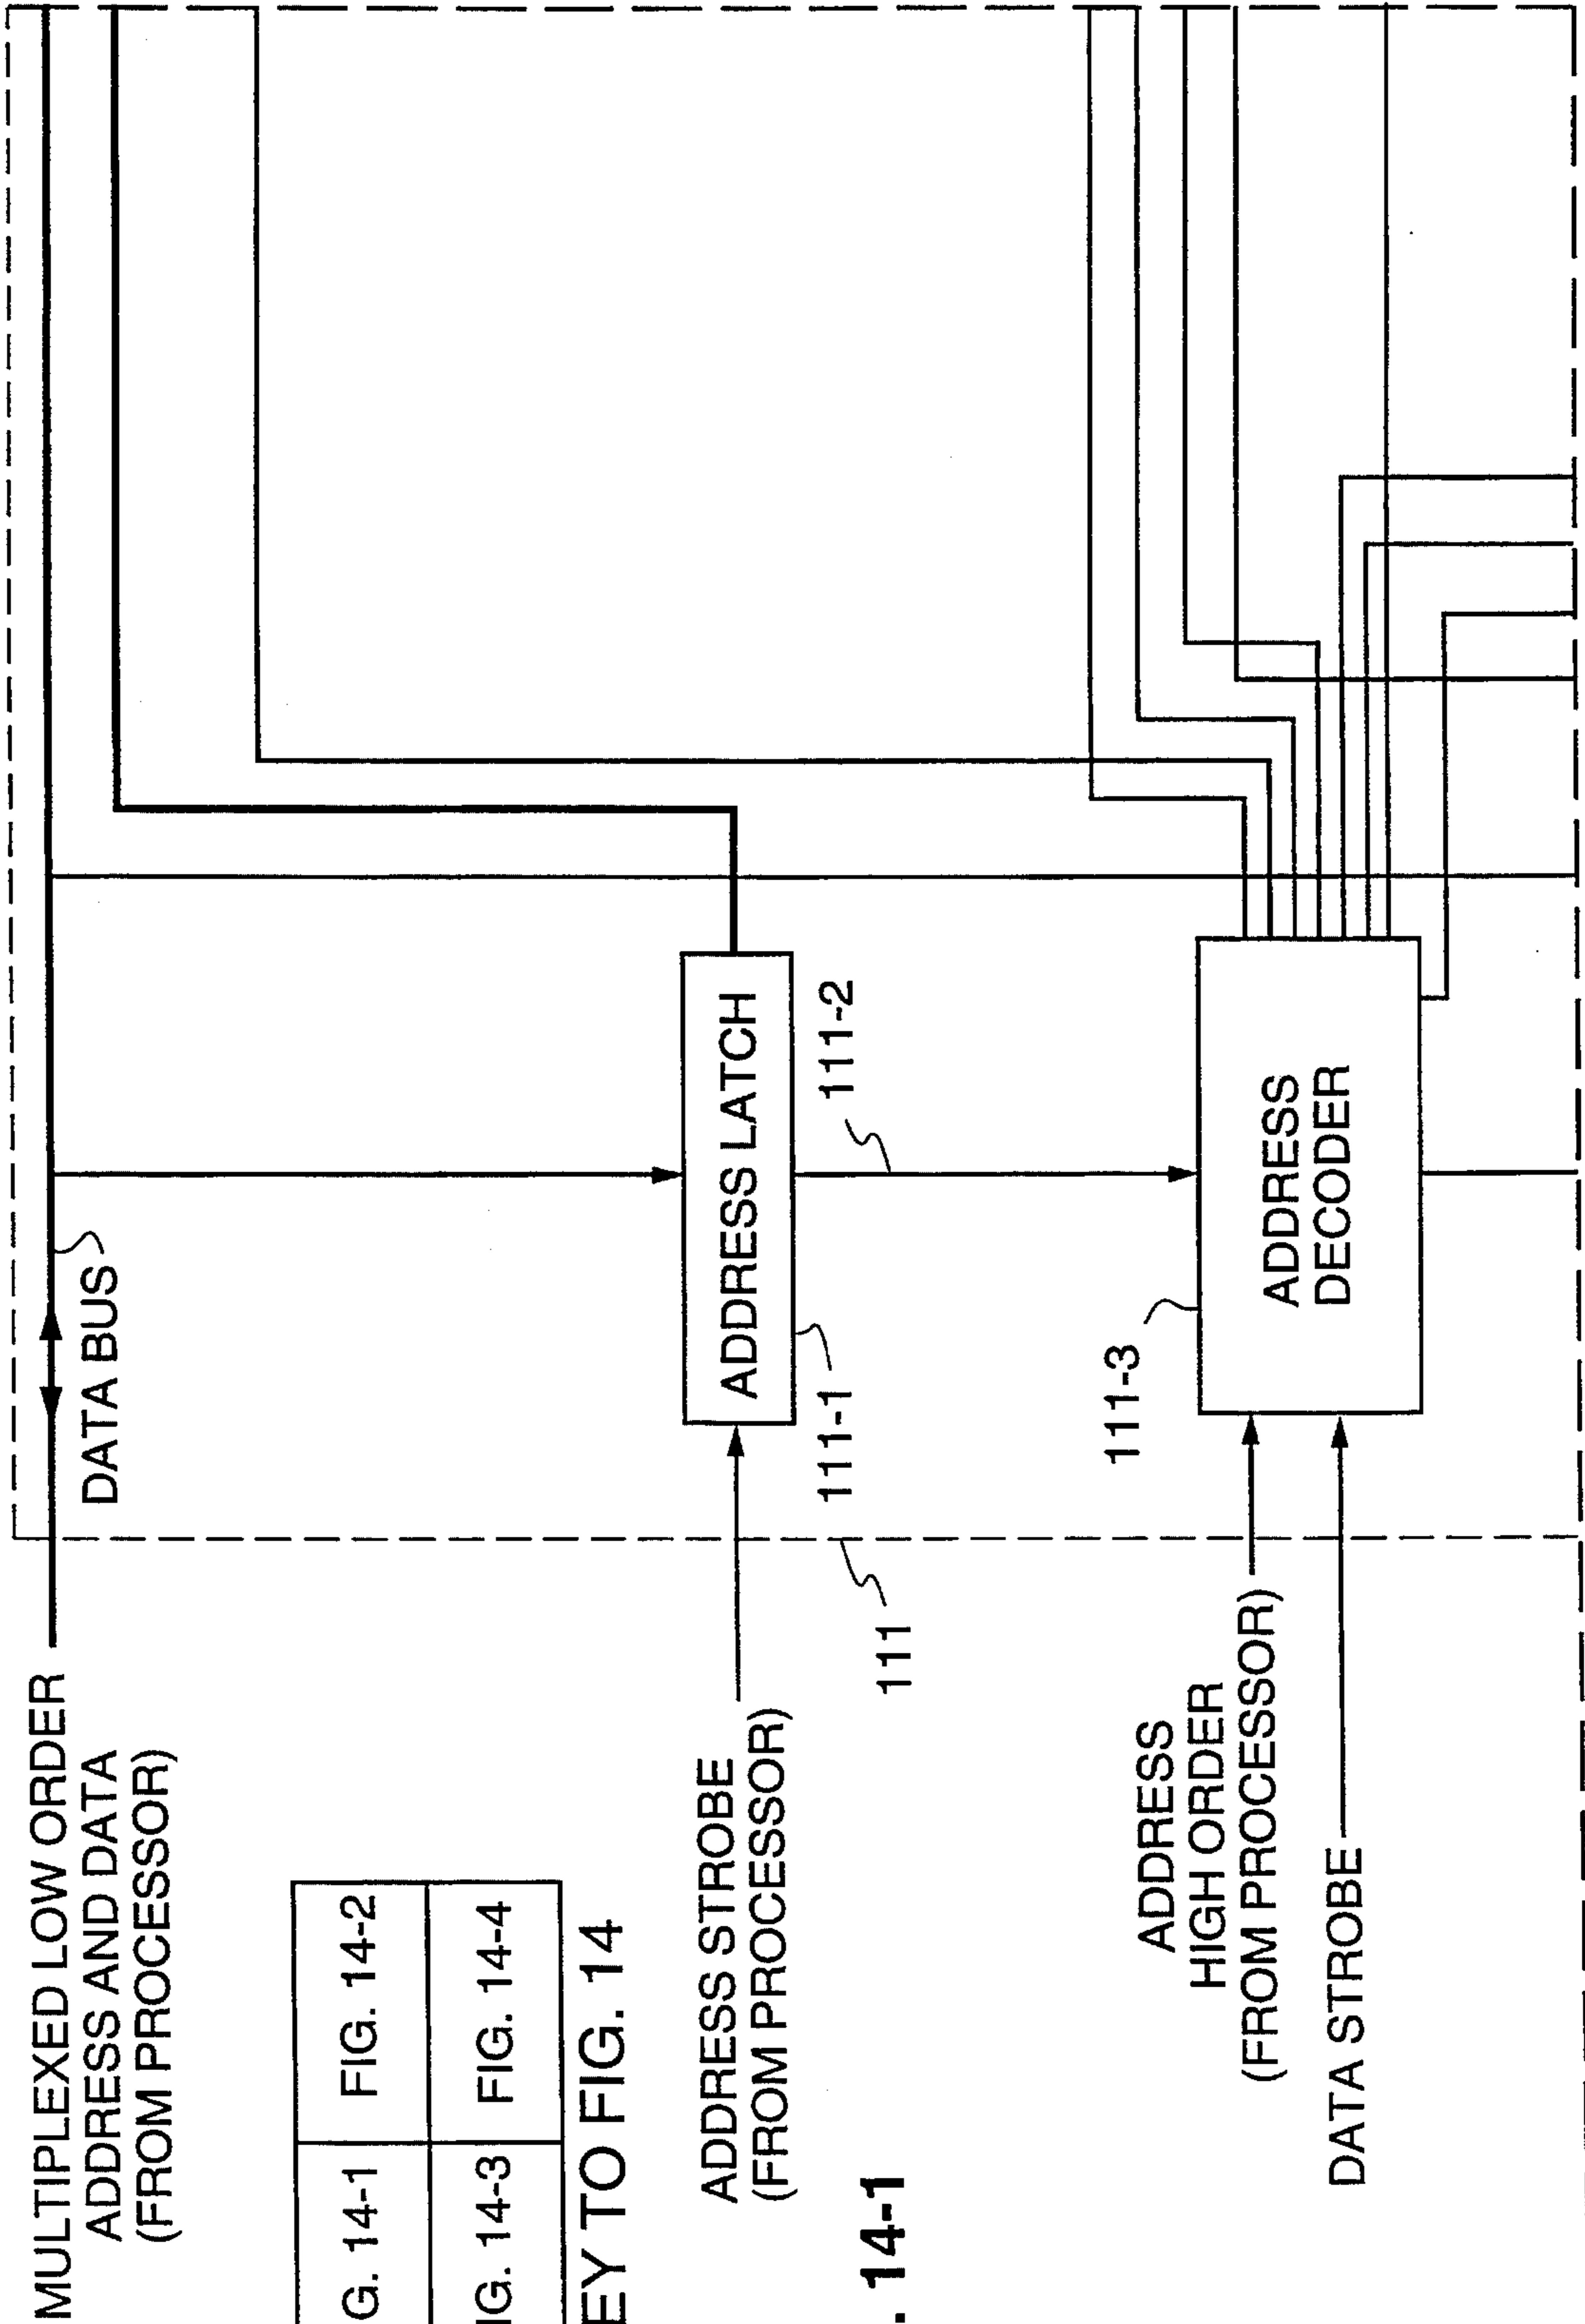 MULTIPLEXED LOW ORDER
ADDRESS AND DATA
(FROM PROCESSOR)
DATA BUS
G. 14-1
FIG. 14-2
IG. 14-3
FIG. 14-4
EY TO FIG. 14
ADDRESS STROBE
(FROM PROCESSOR)
ADDRESS LATCH
111-1
111-2
111
. 14-1
111-3
ADDRESS
HIGH ORDER
(FROM PROCESSOR)
DATA STROBE
ADDRESS
DECODER